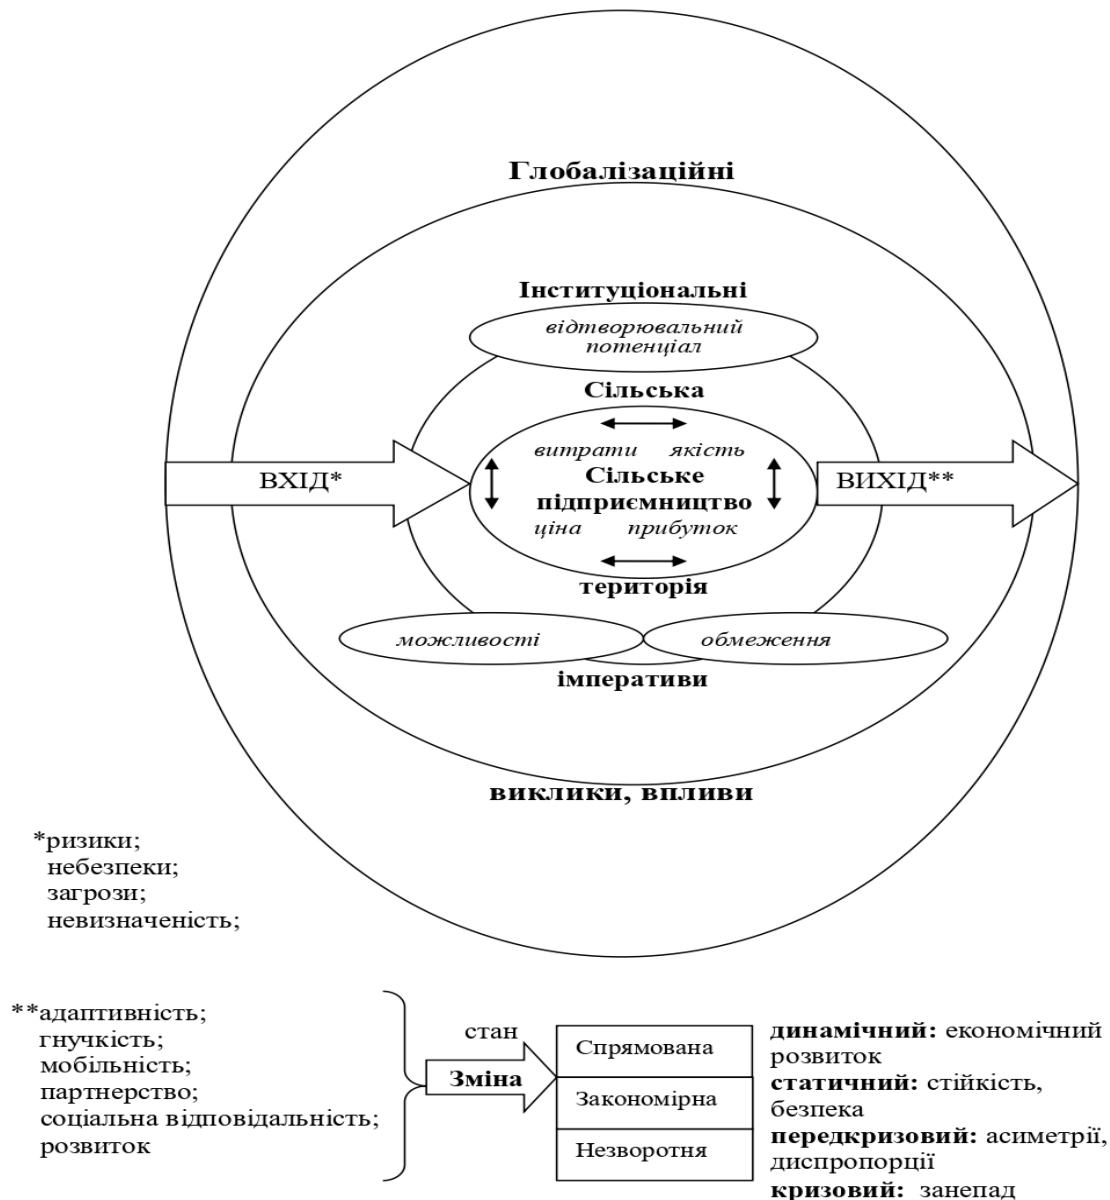 Глобалізаційні
Інституціональні
відтворювальний
потенціал
Сільська
витрати якість
ВХІД*
Сільське
підприємництво
ВИХІД**
ціна прибуток
територія
можливості
обмеження
імперативи
виклики, впливи
*ризики;
небезпеки;
загрози;
невизначеність;
**адаптивність;
гнучкість;
мобільність;
партнерство;
соціальна відповідальність;
розвиток
стан
Зміна
Спрямована
Закономірна
Незворотня
динамічний: економічний
розвиток
статичний: стійкість,
безпека
передкризовий: асиметрії,
диспропорції
кризовий: занепад